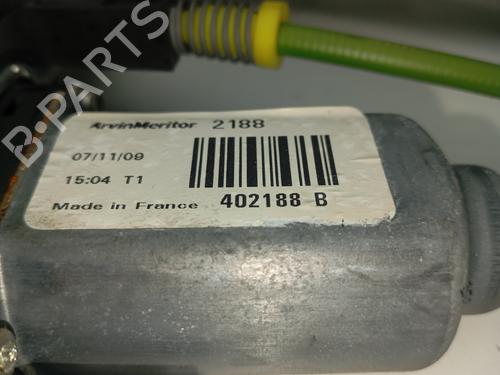 B-PARTS
ArvinMeritor 2188
07/11/09
15:04 T1
Made in France 402188 B